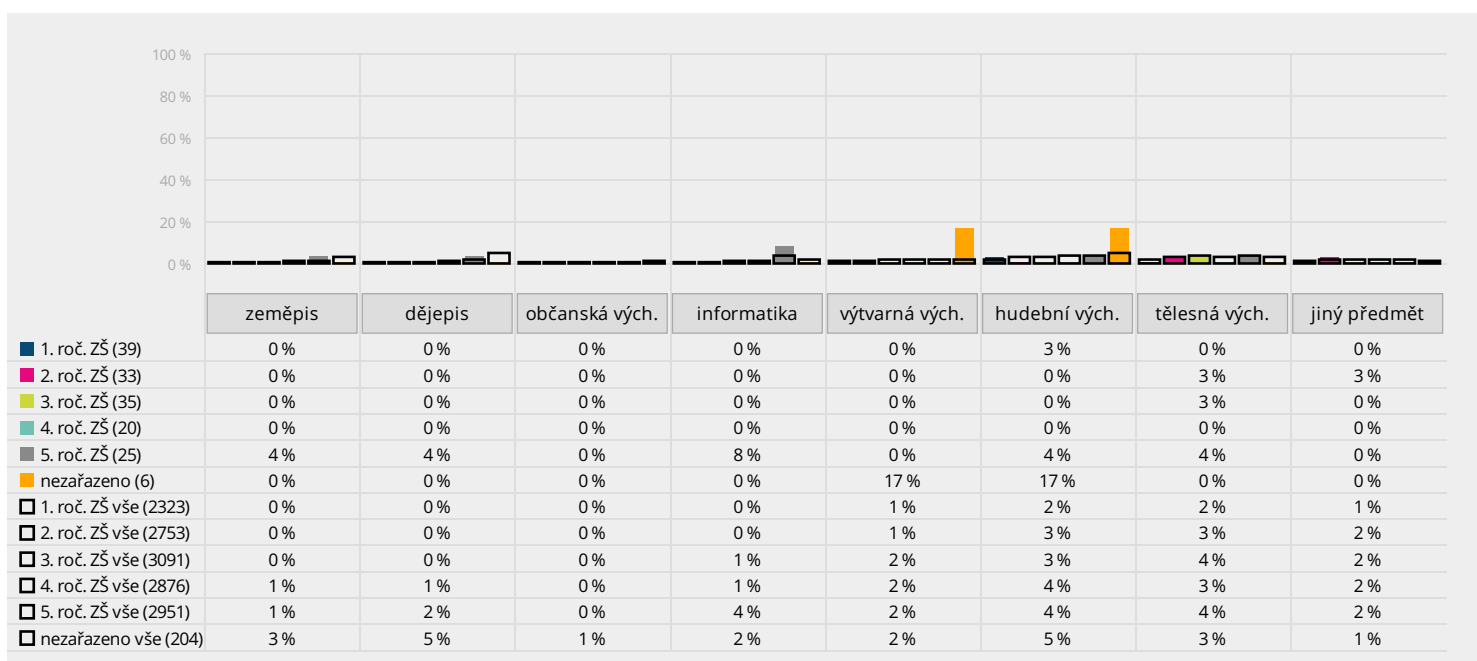 100 %
80 %
60 %
40 %
20 %
0 %
zeměpis dějepis občanská vých. informatika výtvarná vých. hudební vých. tělesná vých. jiný předmět
1. roč. ZŠ (39) 0 % 0 % 0 % 0 % 0 % 3 % 0 % 0 %
2. roč. ZŠ (33) 0 % 0 % 0 % 0 % 0 % 0 % 3 % 3 %
3. roč. ZŠ (35) 0 % 0 % 0 % 0 % 0 % 0 % 3 % 0 %
4. roč. ZŠ (20) 0 % 0 % 0 % 0 % 0 % 0 % 0 % 0 %
5. roč. ZŠ (25) 4 % 4 % 0 % 8 % 0 % 4 % 4 % 0 %
nezařazeno (6) 0 % 0 % 0 % 0 % 17 % 17 % 0 % 0 %
1. roč. ZŠ vše (2323) 0 % 0 % 0 % 0 % 1 % 2 % 2 % 1 %
2. roč. ZŠ vše (2753) 0 % 0 % 0 % 0 % 1 % 3 % 3 % 2 %
3. roč. ZŠ vše (3091) 0 % 0 % 0 % 1 % 2 % 3 % 4 % 2 %
4. roč. ZŠ vše (2876) 1 % 1 % 0 % 1 % 2 % 4 % 3 % 2 %
5. roč. ZŠ vše (2951) 1 % 2 % 0 % 4 % 2 % 4 % 4 % 2 %
nezařazeno vše (204) 3 % 5 % 1 % 2 % 2 % 5 % 3 % 1 %